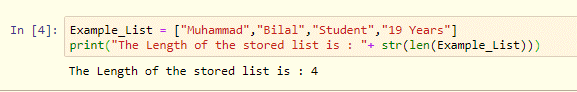 In [4]: Example_List = ["Muhammad","Bilal","Student","19 Years"]
print("The Length of the stored list is : "+ str(len(Example_List)))
The Length of the stored list is : 4